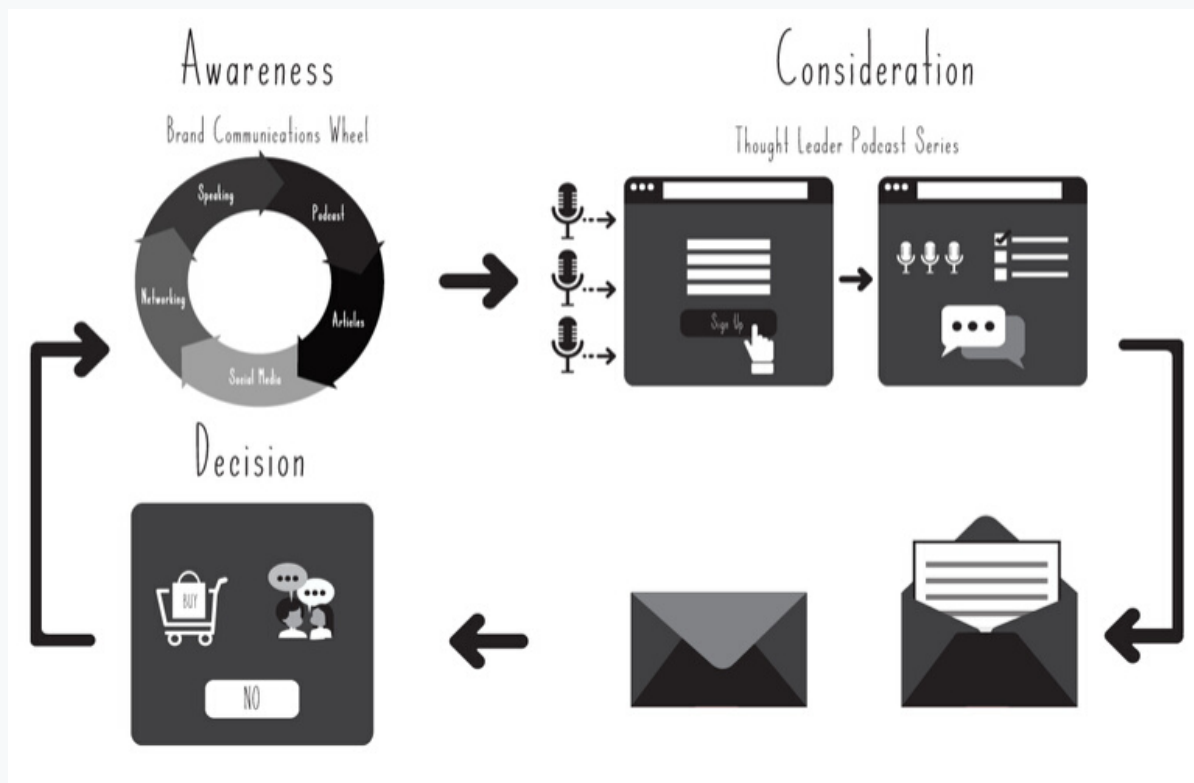 Awareness
Consideration
Brand Communications Wheel
Thought Leader Podcast Series
Speaking
Podcast
Networking
Articles
Social Media
Sign Up
Decision
BUY
NO